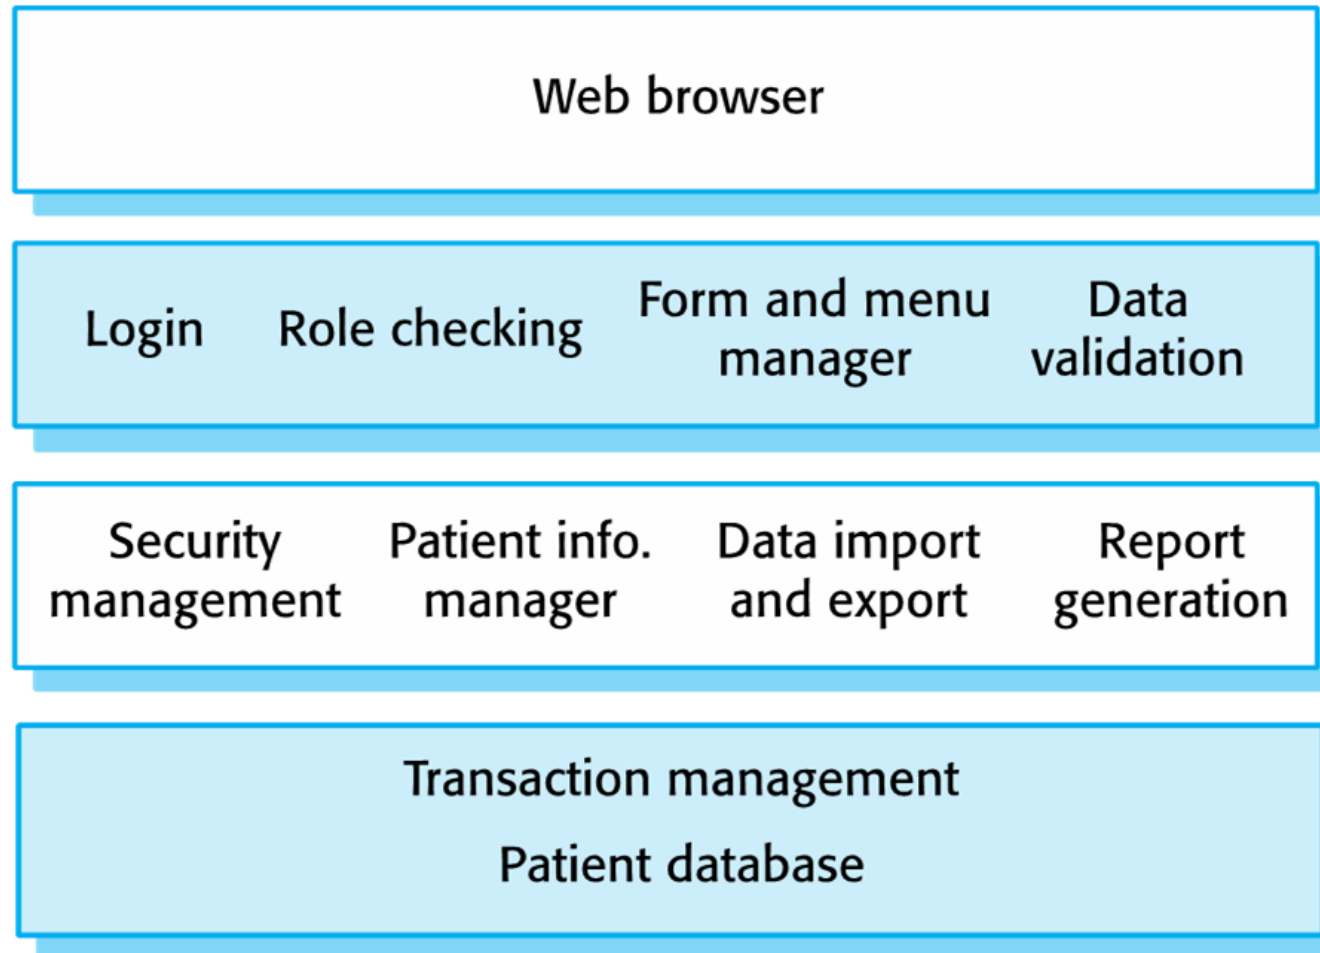 Web browser
Login
Role checking
Form and menu
manager
Data
validation
Security
management
Patient info.
manager
Data import
and export
Report
generation
Transaction management
Patient database